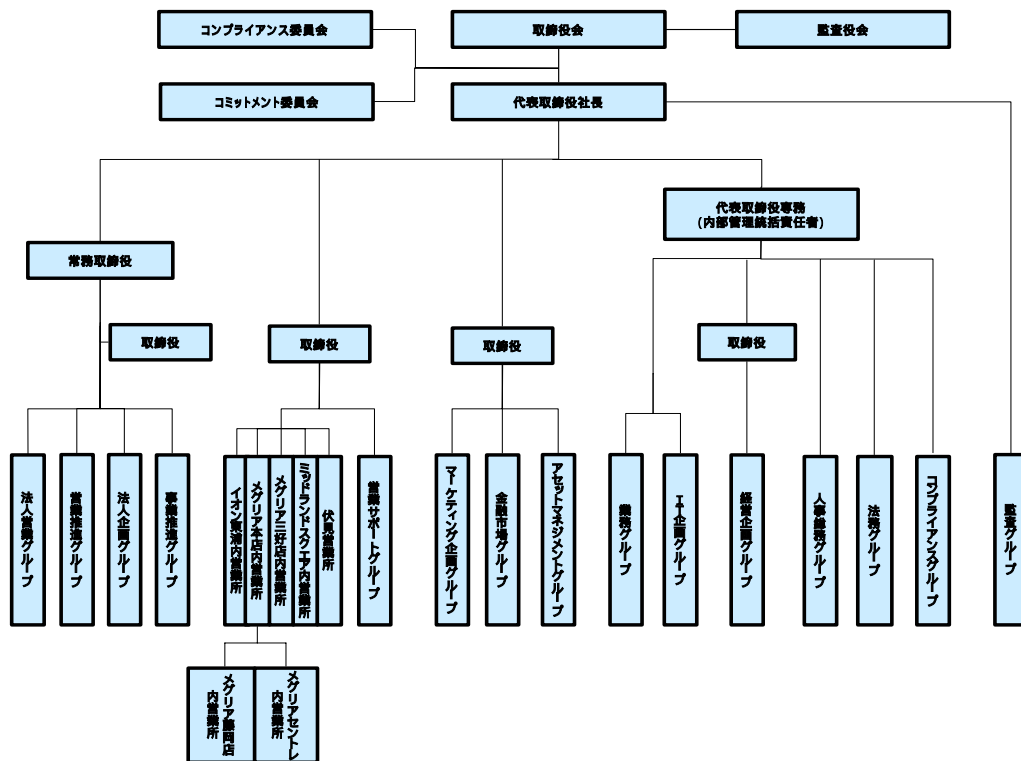 コンプライアンス委員会
取締役会
監査役会
コミットメント委員会
代表取締役社長
代表取締役専務
(内部管理統括責任者)
常務取締役
取締役
取締役
取締役
取締役
法人営業グループ
営業推進グループ
法人企画グループ
事業推進グループ
イオン東浦内営業所
メグリア本店内営業所
メグリア三好店内営業所
ミッドランドスクエア内営業所
伏見営業所
営業サポートグループ
マーケティング企画グループ
金融市場グループ
アセットマネジメントグループ
業務グループ
IT企画グループ
経営企画グループ
人事総務グループ
法務グループ
コンプライアンスグループ
監査グループ
メグリア藤岡店
内営業所
メグリアセントレ
内営業所